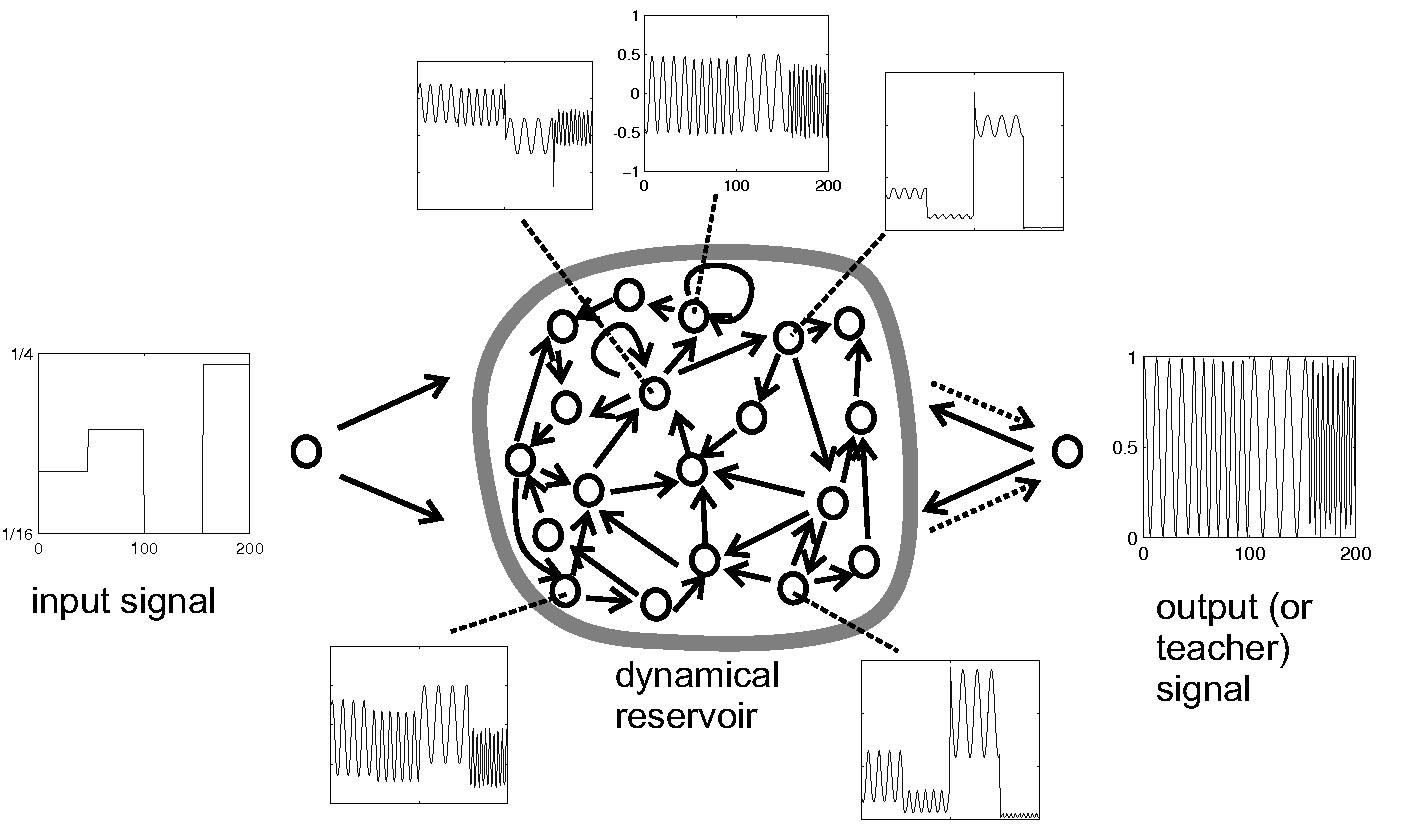 1
0.5
0
-0.5
−1
0 100 200
1/4
1/16
0 100 200
input signal
dynamical
reservoir
1
0.5
0
0 100 200
output (or
teacher)
signal